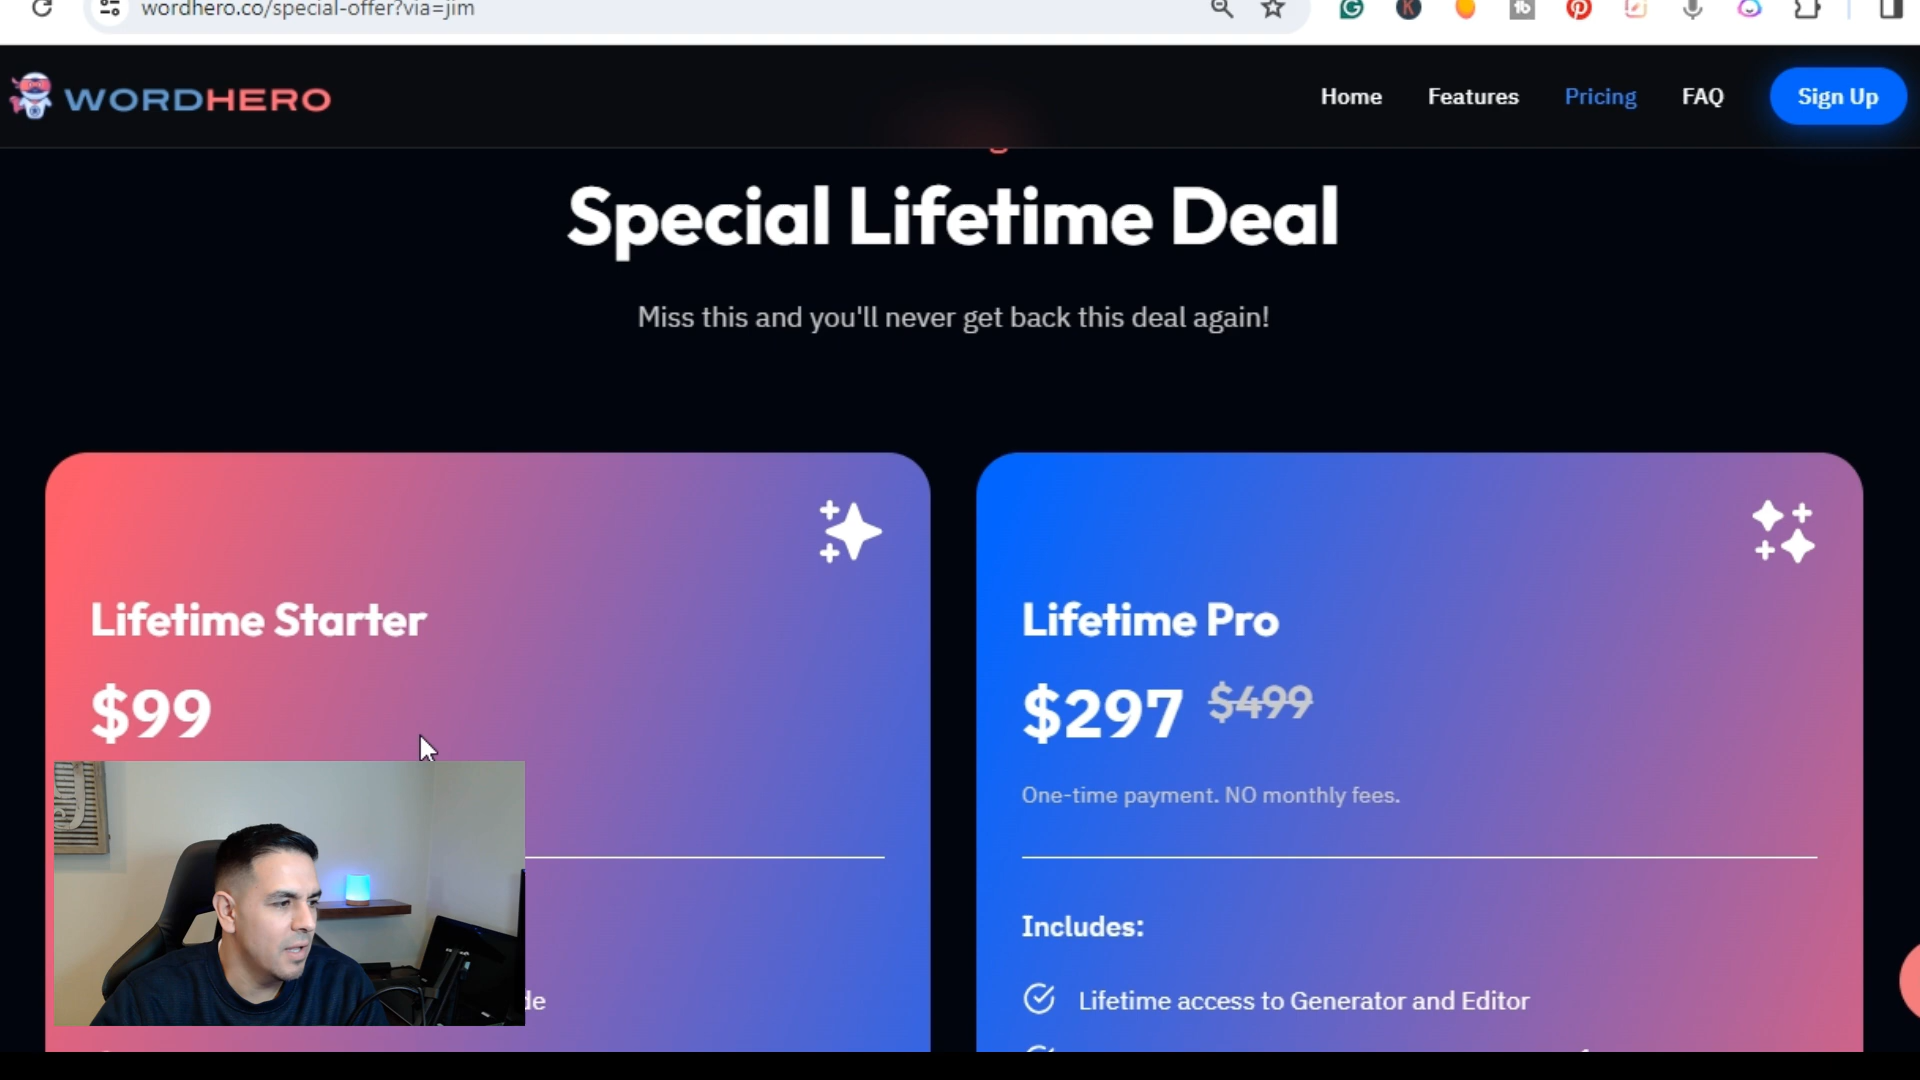 wordhero.co/special-offer?via=jim
WORDHERO
Home
Features
Pricing
FAQ
Sign Up
Special Lifetime Deal
Miss this and you'll never get back this deal again!
Lifetime Starter
$99
Lifetime Pro
$297 $499
One-time payment. NO monthly fees.
Includes:
de
Lifetime access to Generator and Editor